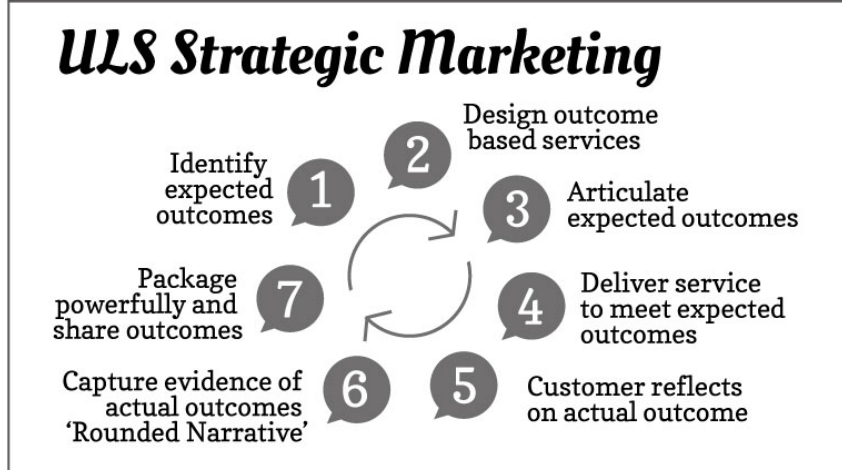 ULS Strategic Marketing
1
Identify
expected
outcomes
2
Design outcome
based services
3
Articulate
expected outcomes
4
Deliver service
to meet expected
outcomes
5
Customer reflects
on actual outcome
6
Capture evidence of
actual outcomes
‘Rounded Narrative’
7
Package
powerfully and
share outcomes